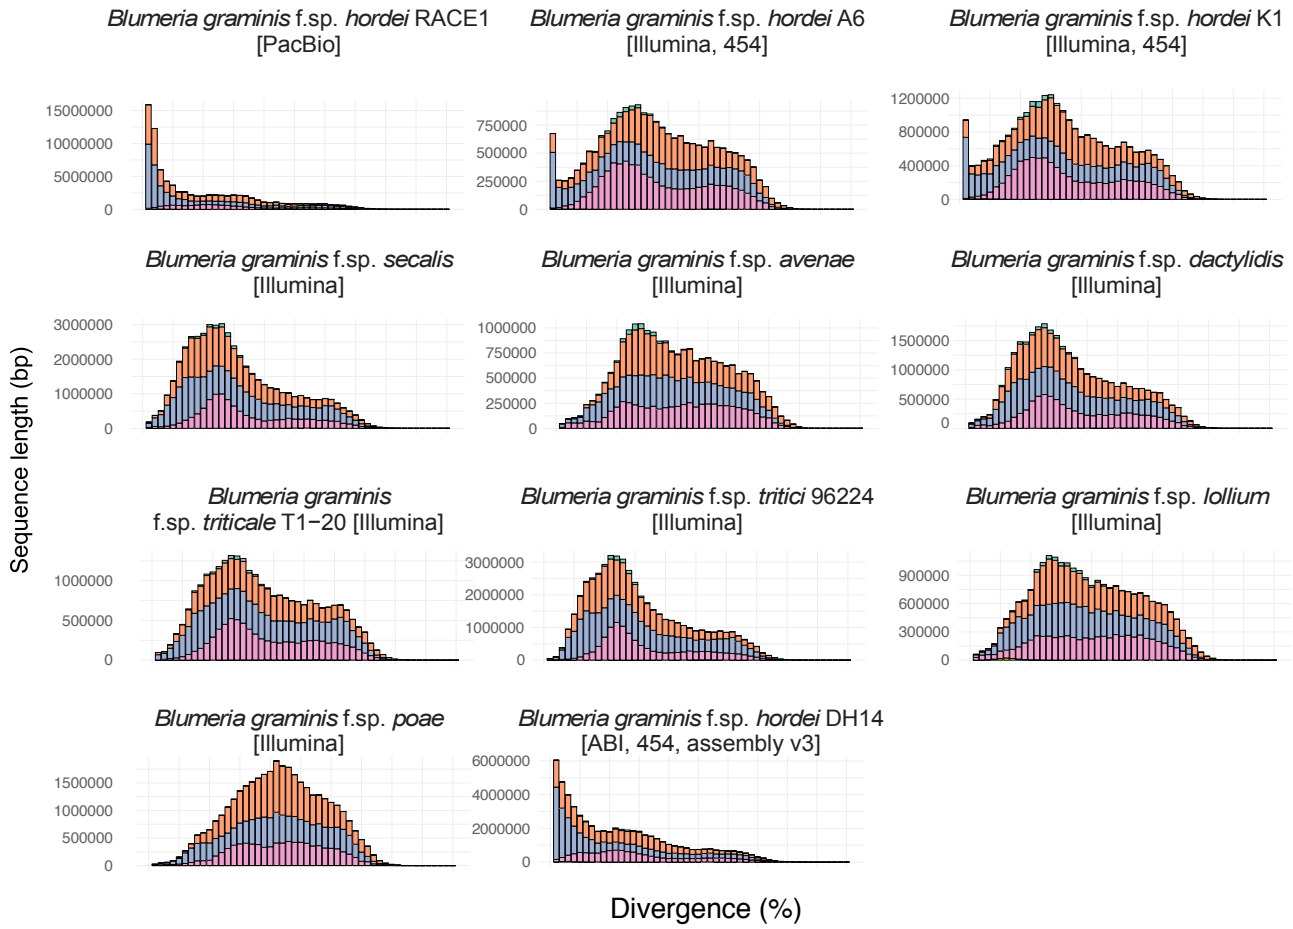 Blumeria graminis f.sp. hordei RACE1
[PacBio]
Blumeria graminis f.sp. hordei A6
[Illumina, 454]
Blumeria graminis f.sp. hordei K1
[Illumina, 454]
15000000
10000000
5000000
0
750000
500000
250000
0
1200000
800000
400000
0
Blumeria graminis f.sp. secalis
[Illumina]
Blumeria graminis f.sp. avenae
[Illumina]
Blumeria graminis f.sp. dactylidis
[Illumina]
3000000
2000000
1000000
0
1000000
750000
500000
250000
0
1500000
1000000
500000
0
Sequence length (bp)
Blumeria graminis
f.sp. triticale T1−20 [Illumina]
Blumeria graminis f.sp. tritici 96224
[Illumina]
Blumeria graminis f.sp. lollium
[Illumina]
1000000
500000
0
3000000
2000000
1000000
0
900000
600000
300000
0
Blumeria graminis f.sp. poae
[Illumina]
Blumeria graminis f.sp. hordei DH14
[ABI, 454, assembly v3]
1500000
1000000
500000
0
6000000
4000000
2000000
0
Divergence (%)